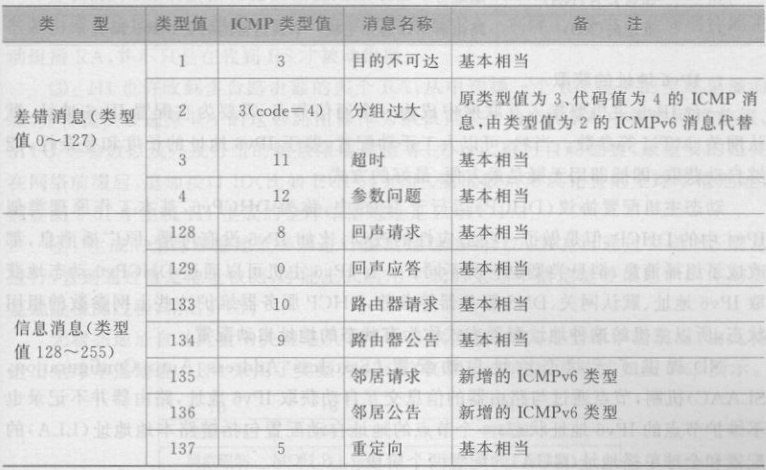 类 型 类型值 ICMP 类型值 消息名称 备 注
差错消息(类型值 0~127)
1 3 目的不可达 基本相当
2 3(code=4) 分组过大 原类型值为 3、代码值为 4 的 ICMP 消息,由类型值为 2 的 ICMPv6 消息代替
3 11 超时 基本相当
4 12 参数问题 基本相当
信息消息(类型值 128~255)
128 8 回声请求 基本相当
129 0 回声应答 基本相当
133 10 路由器请求 基本相当
134 9 路由器公告 基本相当
135 邻居请求 新增的 ICMPv6 类型
136 邻居公告 新增的 ICMPv6 类型
137 5 重定向 基本相当